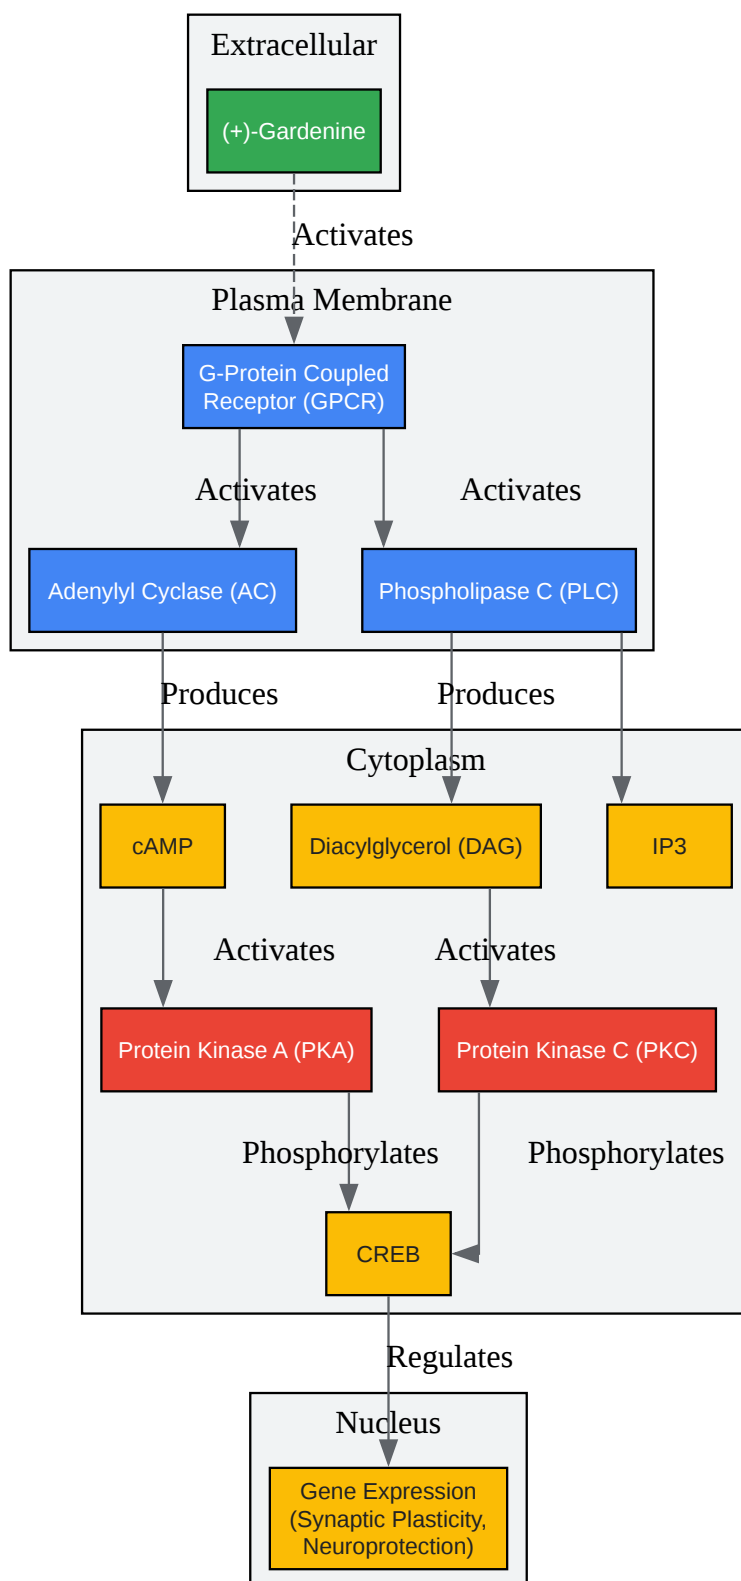 Extracellular
(+)-Gardenine
Activates
Plasma Membrane
G-Protein Coupled
Receptor (GPCR)
Activates
Activates
Adenylyl Cyclase (AC)
Phospholipase C (PLC)
Produces
Produces
Cytoplasm
cAMP
Diacylglycerol (DAG)
IP3
Activates
Activates
Protein Kinase A (PKA)
Protein Kinase C (PKC)
Phosphorylates
Phosphorylates
CREB
Regulates
Nucleus
Gene Expression
(Synaptic Plasticity,
Neuroprotection)